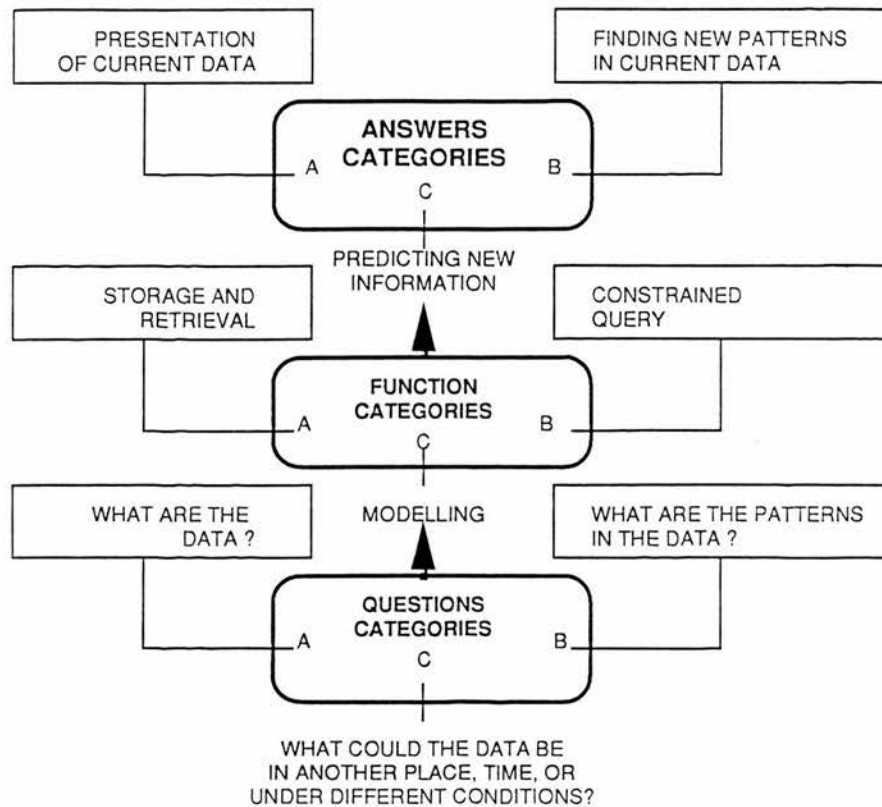 PRESENTATION
OF CURRENT DATA
FINDING NEW PATTERNS
IN CURRENT DATA
ANSWERS
CATEGORIES
A
B
C
PREDICTING NEW
INFORMATION
STORAGE AND
RETRIEVAL
CONSTRAINED
QUERY
FUNCTION
CATEGORIES
A
B
C
MODELLING
WHAT ARE THE
DATA ?
WHAT ARE THE PATTERNS
IN THE DATA ?
QUESTIONS
CATEGORIES
A
B
C
WHAT COULD THE DATA BE
IN ANOTHER PLACE, TIME, OR
UNDER DIFFERENT CONDITIONS?